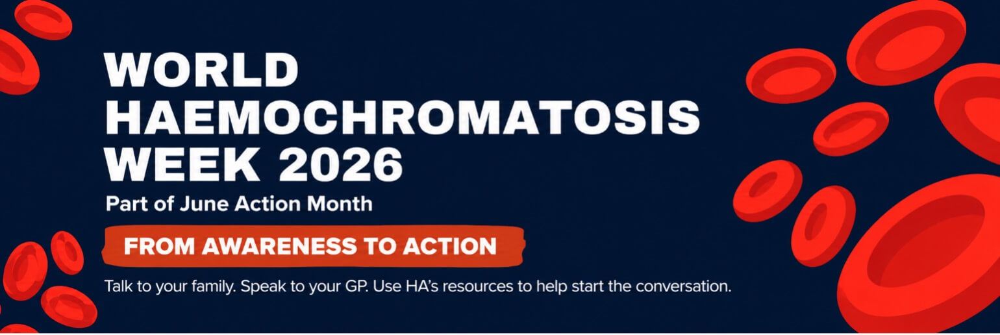 WORLD
HAEMOCHROMATOSIS
WEEK 2026
Part of June Action Month
FROM AWARENESS TO ACTION
Talk to your family. Speak to your GP. Use HA’s resources to help start the conversation.